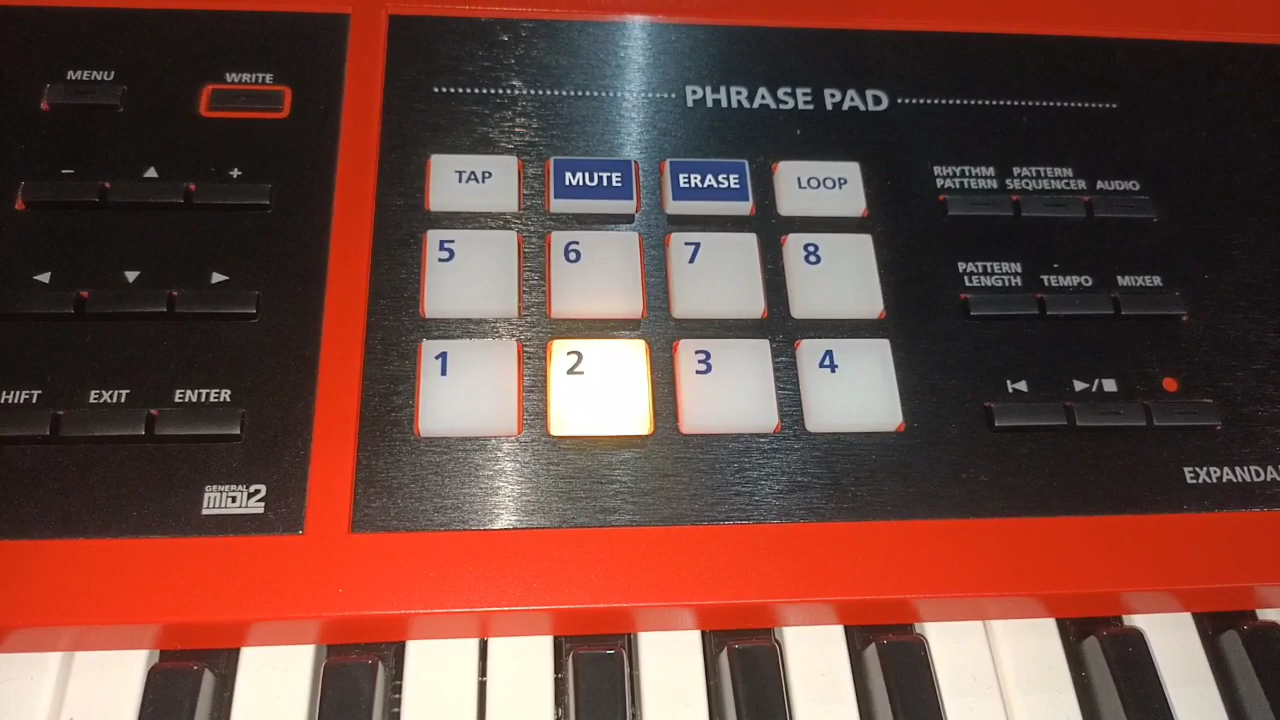 MENU
WRITE
- ▲ +
◀ ▼ ▶
HIFT EXIT ENTER
GENERAL
MIDI2
PHRASE PAD
TAP MUTE ERASE LOOP
5 6 7 8
1 2 3 4
RHYTHM
PATTERN
PATTERN
SEQUENCER
AUDIO
PATTERN
LENGTH
TEMPO
MIXER
EXPANDA